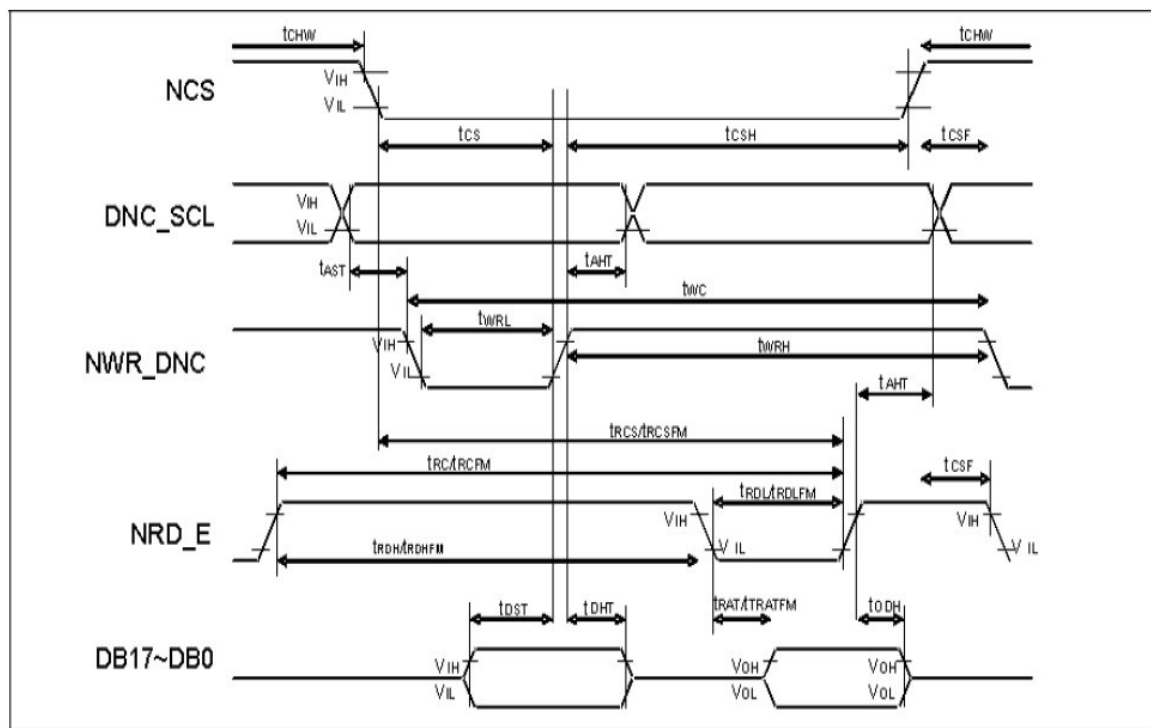 tCHW tCHW
NCS
VIH
VIL
tCS tCSH tCSF
DNC_SCL
VIH
VIL
tAST tAHT
tWC
tWRL
NWR_DNC
VIH
VIL
tWRH
tAHT
tRCS/tRCSFM
tRC/tRCFM
tCSF
tRDL/tRDLFM
NRD_E
VIH VIH
VIL VIL
tRDH/tRDHFM
tDST tDHT tRAT/tTRATFM tODH
DB17~DB0
VIH VOH VOH
VIL VOL VOL